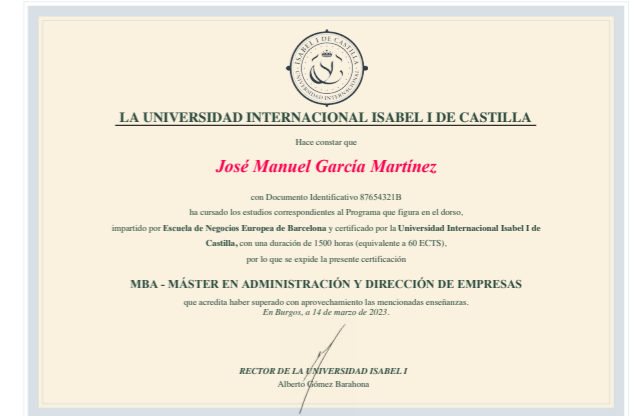 ISABEL I DE CASTILLA
UNIVERSIDAD INTERNACIONAL
LA UNIVERSIDAD INTERNACIONAL ISABEL I DE CASTILLA
Hace constar que
José Manuel García Martínez
con Documento Identificativo 87654321B
ha cursado los estudios correspondientes al Programa que figura en el dorso,
impartido por Escuela de Negocios Europea de Barcelona y certificado por la Universidad Internacional Isabel I de
Castilla, con una duración de 1500 horas (equivalente a 60 ECTS),
por lo que se expide la presente certificación
MBA - MÁSTER EN ADMINISTRACIÓN Y DIRECCIÓN DE EMPRESAS
que acredita haber superado con aprovechamiento las mencionadas enseñanzas.
En Burgos, a 14 de marzo de 2023.
RECTOR DE LA UNIVERSIDAD ISABEL I
Alberto Gómez Barahona